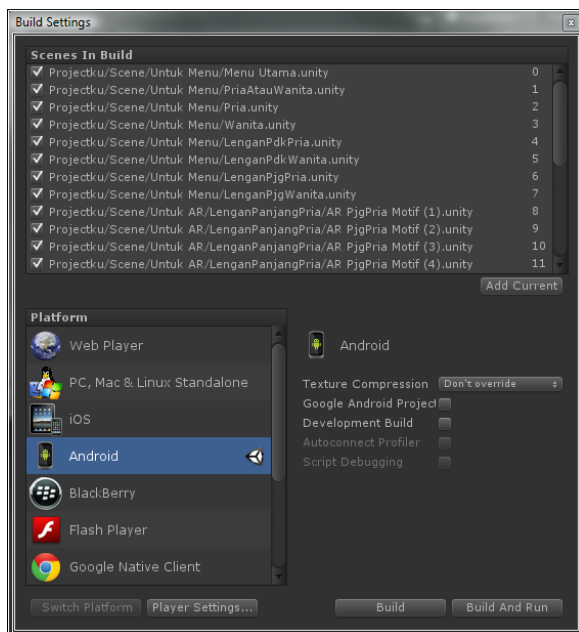 Build Settings
Scenes In Build
Projectku/Scene/Untuk Menu/Menu Utama.unity 0
Projectku/Scene/Untuk Menu/PriaAtauWanita.unity 1
Projectku/Scene/Untuk Menu/Pria.unity 2
Projectku/Scene/Untuk Menu/Wanita.unity 3
Projectku/Scene/Untuk Menu/LenganPdkPria.unity 4
Projectku/Scene/Untuk Menu/LenganPdkWanita.unity 5
Projectku/Scene/Untuk Menu/LenganPjgPria.unity 6
Projectku/Scene/Untuk Menu/LenganPjgWanita.unity 7
Projectku/Scene/Untuk AR/LenganPanjangPria/AR PjgPria Motif (1).unity 8
Projectku/Scene/Untuk AR/LenganPanjangPria/AR PjgPria Motif (2).unity 9
Projectku/Scene/Untuk AR/LenganPanjangPria/AR PjgPria Motif (3).unity 10
Projectku/Scene/Untuk AR/LenganPanjangPria/AR PjgPria Motif (4).unity 11
Add Current
Platform
Web Player
PC, Mac & Linux Standalone
iOS
Android
BlackBerry
Flash Player
Google Native Client
Android
Texture Compression Don't override
Google Android Project
Development Build
Autoconnect Profiler
Script Debugging
Switch Platform Player Settings... Build Build And Run